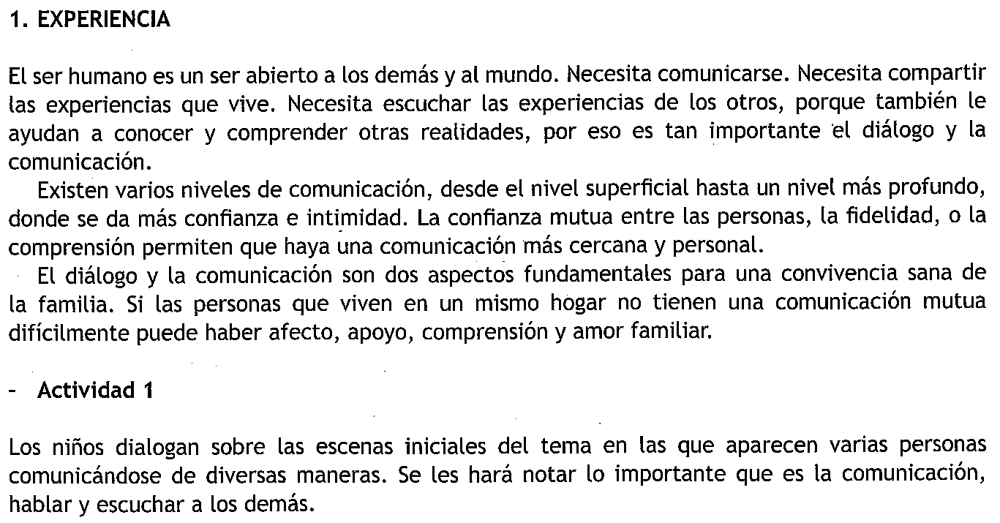 1. EXPERIENCIA
El ser humano es un ser abierto a los demás y al mundo. Necesita comunicarse. Necesita compartir
las experiencias que vive. Necesita escuchar las experiencias de los otros, porque también le
ayudan a conocer y comprender otras realidades, por eso es tan importante el diálogo y la
comunicación.
Existen varios niveles de comunicación, desde el nivel superficial hasta un nivel más profundo,
donde se da más confianza e intimidad. La confianza mutua entre las personas, la fidelidad, o la
comprensión permiten que haya una comunicación más cercana y personal.
El diálogo y la comunicación son dos aspectos fundamentales para una convivencia sana de
la familia. Si las personas que viven en un mismo hogar no tienen una comunicación mutua
difícilmente puede haber afecto, apoyo, comprensión y amor familiar.
- Actividad 1
Los niños dialogan sobre las escenas iniciales del tema en las que aparecen varias personas
comunicándose de diversas maneras. Se les hará notar lo importante que es la comunicación,
hablar y escuchar a los demás.